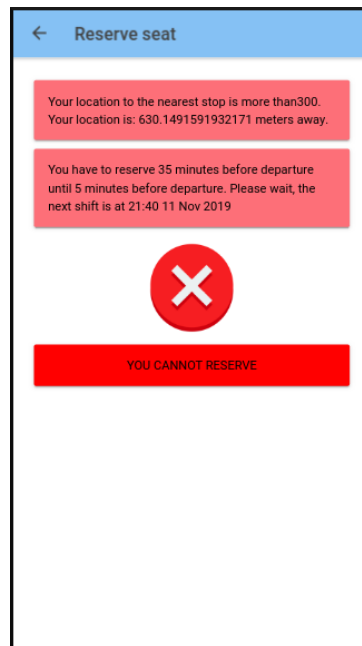 Reserve seat
Your location to the nearest stop is more than300.
Your location is: 630.1491591932171 meters away.
You have to reserve 35 minutes before departure
until 5 minutes before departure. Please wait, the
next shift is at 21:40 11 Nov 2019
YOU CANNOT RESERVE